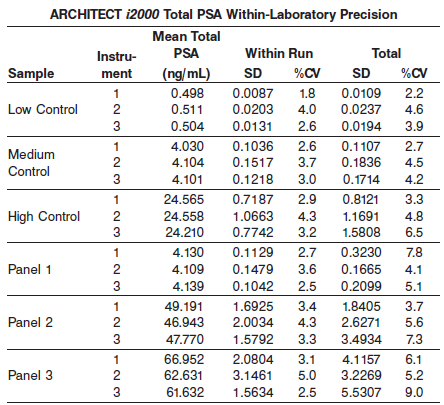 ARCHITECT i2000 Total PSA Within-Laboratory Precision
Mean Total
Instru- PSA Within Run Total
Sample ment (ng/mL) SD %CV SD %CV
1 0.498 0.0087 1.8 0.0109 2.2
Low Control 2 0.511 0.0203 4.0 0.0237 4.6
3 0.504 0.0131 2.6 0.0194 3.9
1 4.030 0.1036 2.6 0.1107 2.7
Medium
2 4.104 0.1517 3.7 0.1836 4.5
Control
3 4.101 0.1218 3.0 0.1714 4.2
1 24.565 0.7187 2.9 0.8121 3.3
High Control 2 24.558 1.0663 4.3 1.1691 4.8
3 24.210 0.7742 3.2 1.5808 6.5
1 4.130 0.1129 2.7 0.3230 7.8
Panel 1 2 4.109 0.1479 3.6 0.1665 4.1
3 4.139 0.1042 2.5 0.2099 5.1
1 49.191 1.6925 3.4 1.8405 3.7
Panel 2 2 46.943 2.0034 4.3 2.6271 5.6
3 47.770 1.5792 3.3 3.4934 7.3
1 66.952 2.0804 3.1 4.1157 6.1
Panel 3 2 62.631 3.1461 5.0 3.2269 5.2
3 61.632 1.5634 2.5 5.5307 9.0